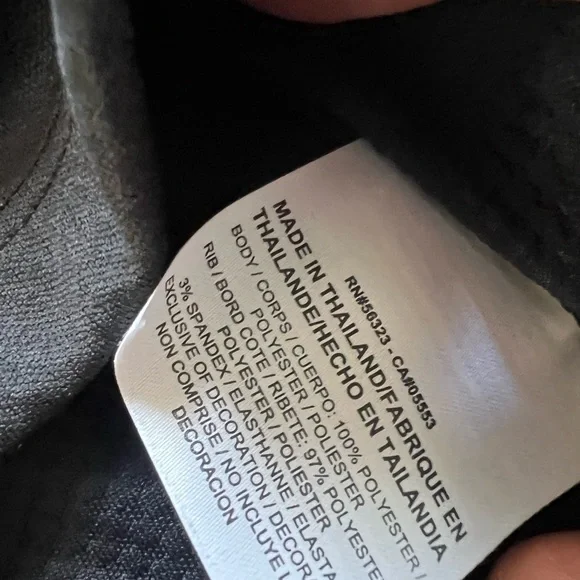 RN#56323 - CA#05553
MADE IN THAILAND/FABRIQUE EN
THAILANDE/HECHO EN TAILANDIA
BODY / CORPS / CUERPO: 100% POLYESTER /
POLYESTER / POLIESTER
RIB / BORD COTE / RIBETE: 97% POLYESTER
POLYESTER / POLIESTER
3% SPANDEX / ELASTHANNE / ELASTA
EXCLUSIVE OF DECORATION / DECOR
NON COMPRISE / NO INCLUYE L
DECORACION